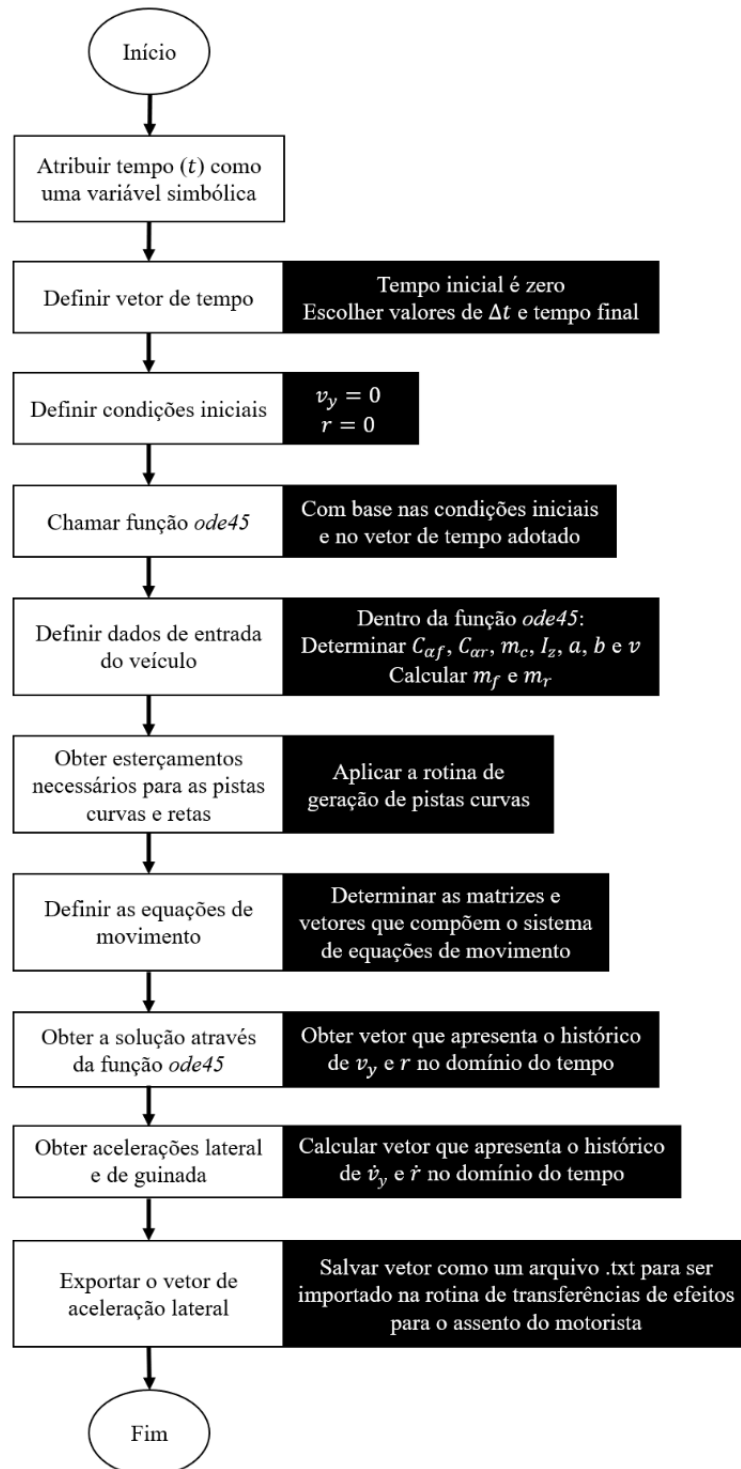 Início
Atribuir tempo (t) como
uma variável simbólica
Definir vetor de tempo
Tempo inicial é zero
Escolher valores de Δt e tempo final
Definir condições iniciais
v_y = 0
r = 0
Chamar função ode45
Com base nas condições iniciais
e no vetor de tempo adotado
Definir dados de entrada
do veículo
Dentro da função ode45:
Determinar C_αf, C_αr, m_c, I_z, a, b e v
Calcular m_f e m_r
Obter esterçamentos
necessários para as pistas
curvas e retas
Aplicar a rotina de
geração de pistas curvas
Definir as equações de
movimento
Determinar as matrizes e
vetores que compõem o sistema
de equações de movimento
Obter a solução através
da função ode45
Obter vetor que apresenta o histórico
de v_y e r no domínio do tempo
Obter acelerações lateral
e de guinada
Calcular vetor que apresenta o histórico
de v̇_y e ṙ no domínio do tempo
Exportar o vetor de
aceleração lateral
Salvar vetor como um arquivo .txt para ser
importado na rotina de transferências de efeitos
para o assento do motorista
Fim